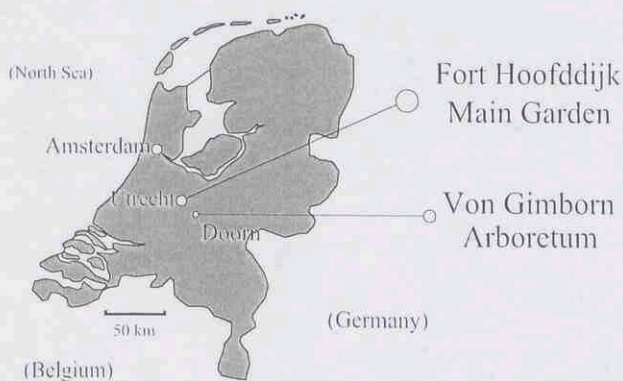 (North Sea)
Fort Hoofddijk
Main Garden
Amsterdam
Utrecht
Von Gimborn
Arboretum
Doorn
50 km
(Germany)
(Belgium)